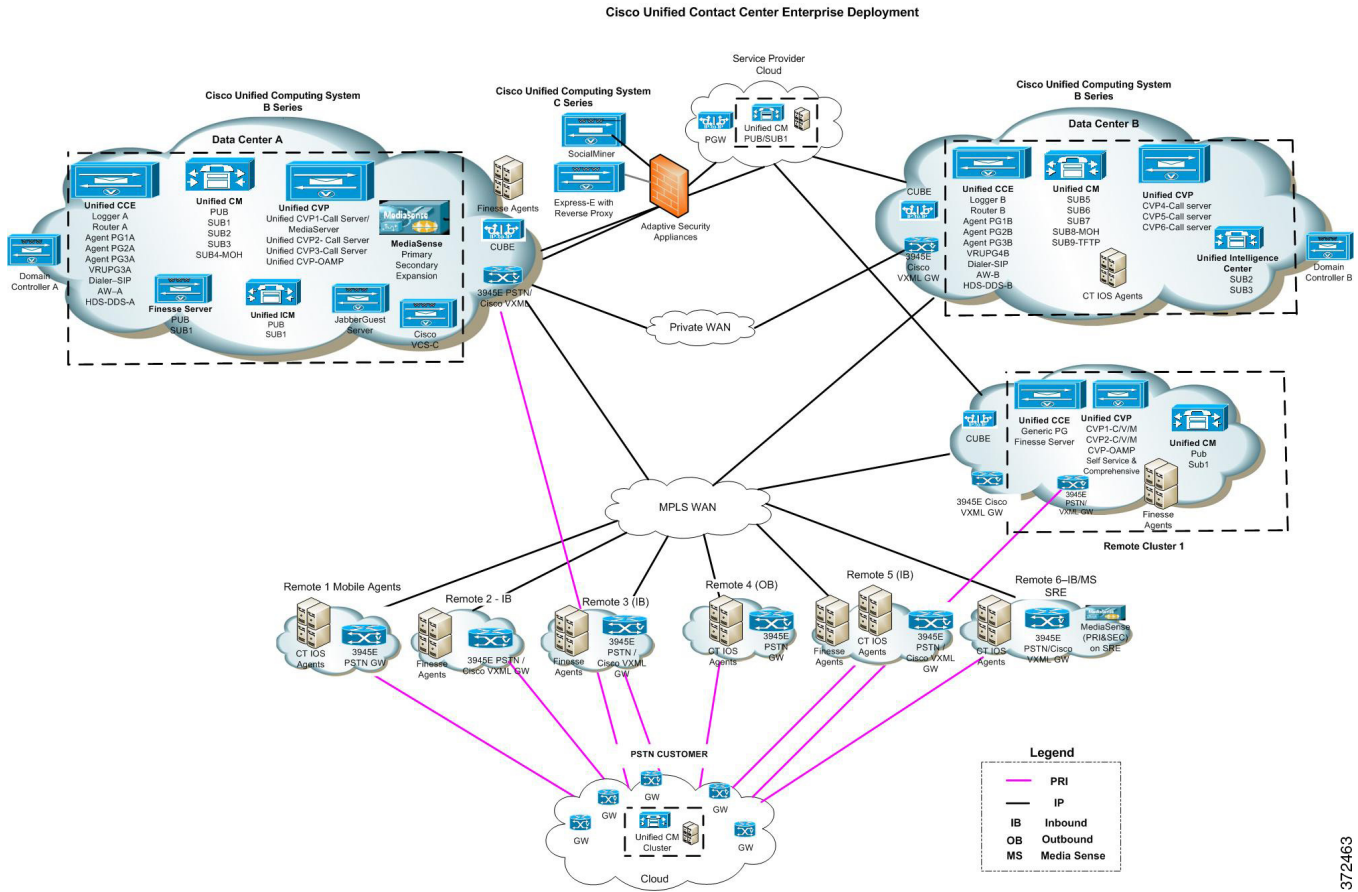 Cisco Unified Contact Center Enterprise Deployment
Service Provider
Cloud
PGW
Unified CM
PUB/SUB1
Cisco Unified Computing System
B Series
Data Center A
Unified CCE
Logger A
Router A
Agent PG1A
Agent PG2A
Agent PG3A
VRUPG3A
Dialer–SIP
AW–A
HDS-DDS-A
Unified CM
PUB
SUB1
SUB2
SUB3
SUB4-MOH
Unified CVP
Unified CVP1-Call Server/
MediaServer
Unified CVP2- Call Server
Unified CVP3-Call Server
Unified CVP-OAMP
MediaSense
MediaSense
Primary
Secondary
Expansion
Domain
Controller A
Finesse Server
PUB
SUB1
Unified ICM
PUB
SUB1
JabberGuest
Server
Cisco
VCS-C
Finesse Agents
CUBE
3945E PSTN/
Cisco VXML
Cisco Unified Computing System
C Series
SocialMiner
Express-E with
Reverse Proxy
Adaptive Security
Appliances
Private WAN
Cisco Unified Computing System
B Series
Data Center B
CUBE
3945E
Cisco
VXML GW
Unified CCE
Logger B
Router B
Agent PG1B
Agent PG2B
Agent PG3B
VRUPG4B
Dialer-SIP
AW-B
HDS-DDS-B
Unified CM
SUB5
SUB6
SUB7
SUB8-MOH
SUB9-TFTP
CT IOS Agents
Unified CVP
CVP4-Call server
CVP5-Call server
CVP6-Call server
Unified Intelligence
Center
SUB2
SUB3
Domain
Controller B
CUBE
3945E Cisco
VXML GW
Unified CCE
Generic PG
Finesse Server
Unified CVP
CVP1-C/V/M
CVP2-C/V/M
CVP-OAMP
Self Service &
Comprehensive
3945E
PSTN/
VXML GW
Finesse
Agents
Unified CM
Pub
Sub1
Remote Cluster 1
MPLS WAN
Remote 1 Mobile Agents
CT IOS
Agents
3945E
PSTN GW
Remote 2 - IB
Finesse
Agents
3945E PSTN /
Cisco VXML GW
Remote 3 (IB)
Finesse
Agents
3945E
PSTN /
Cisco VXML
GW
Remote 4 (OB)
CT IOS
Agents
3945E
PSTN
GW
Remote 5 (IB)
Finesse
Agents
CT IOS
Agents
3945E
PSTN /
Cisco VXML
GW
Remote 6–IB/MS
SRE
CT IOS
Agents
3945E
PSTN/Cisco
VXML GW
MediaSense
(PRI&SEC)
on SRE
PSTN CUSTOMER
GW
GW
GW
GW
GW
Unified CM
Cluster
Cloud
Legend
PRI
IP
IB Inbound
OB Outbound
MS Media Sense
372463